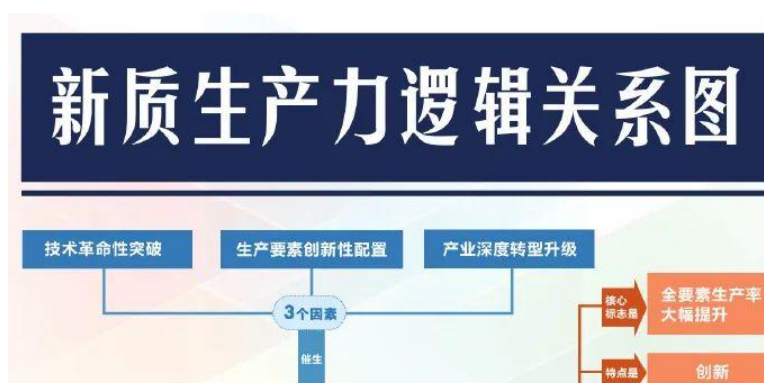 新质生产力逻辑关系图
技术革命性突破
生产要素创新性配置
产业深度转型升级
3个因素
催生
核心
标志是
全要素生产率
大幅提升
特点是
创新